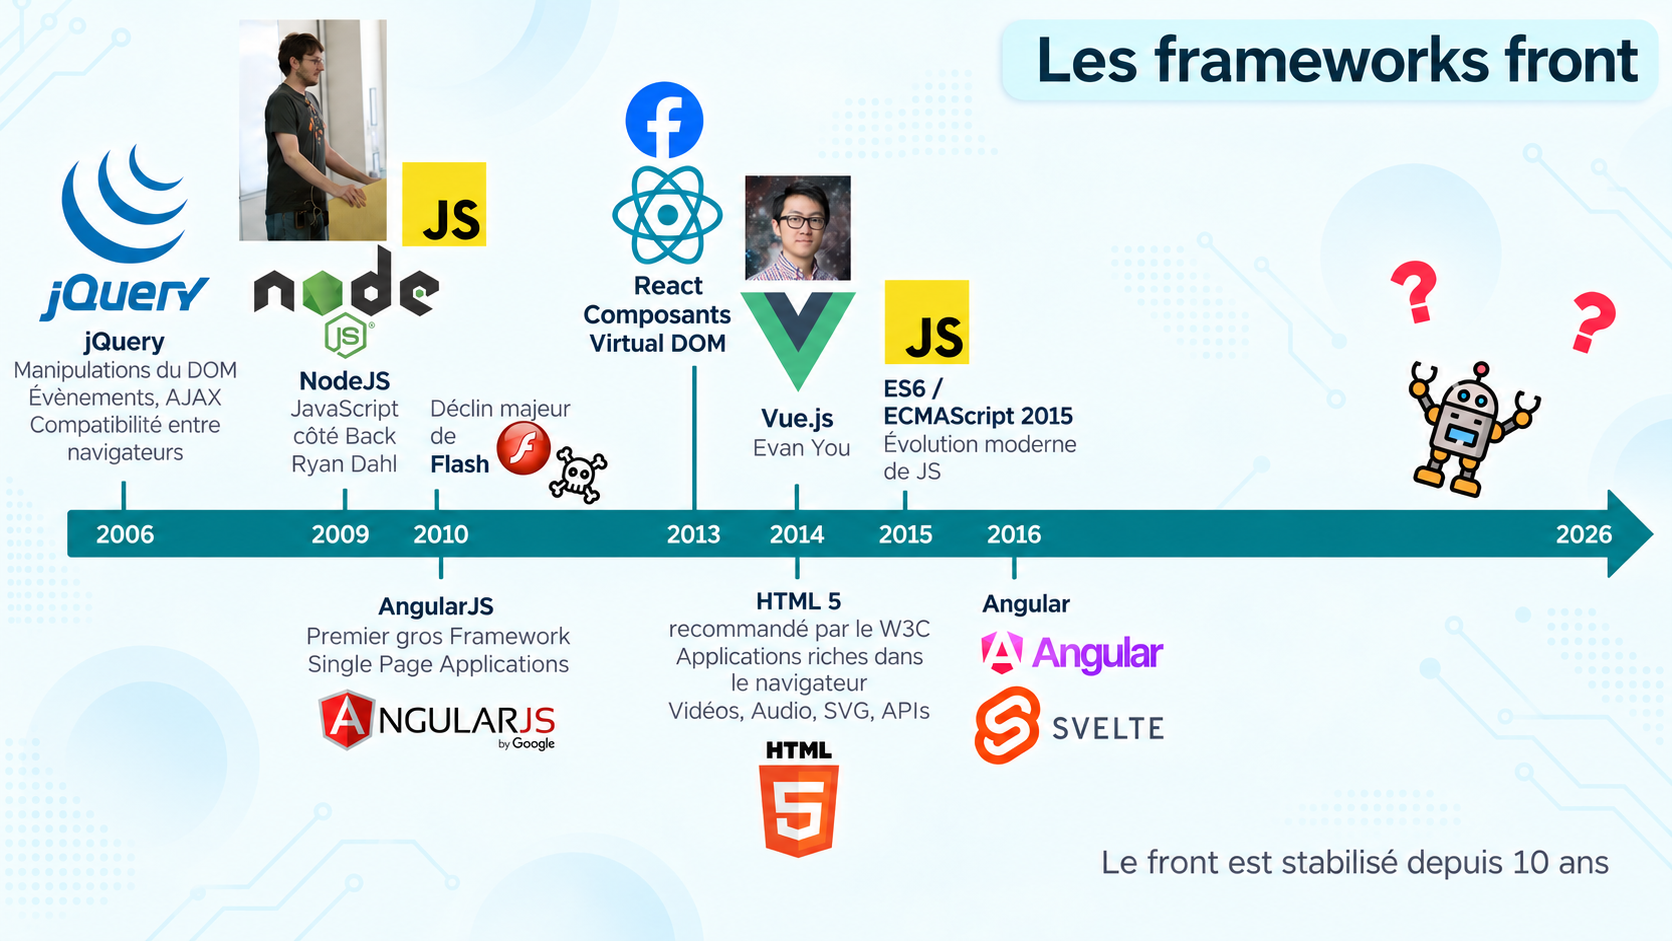 Les frameworks front
jQuery
jQuery
Manipulations du DOM
Évènements, AJAX
Compatibilité entre
navigateurs
JS
node
JS
NodeJS
JavaScript
côté Back
Ryan Dahl
Déclin majeur
de
Flash
React
Composants
Virtual DOM
Vue.js
Evan You
JS
ES6 /
ECMAScript 2015
Évolution moderne
de JS
2006 2009 2010 2013 2014 2015 2016 2026
AngularJS
Premier gros Framework
Single Page Applications
ANGULARJS
by Google
HTML 5
recommandé par le W3C
Applications riches dans
le navigateur
Vidéos, Audio, SVG, APIs
HTML
5
Angular
Angular
SVELTE
? ?
Le front est stabilisé depuis 10 ans